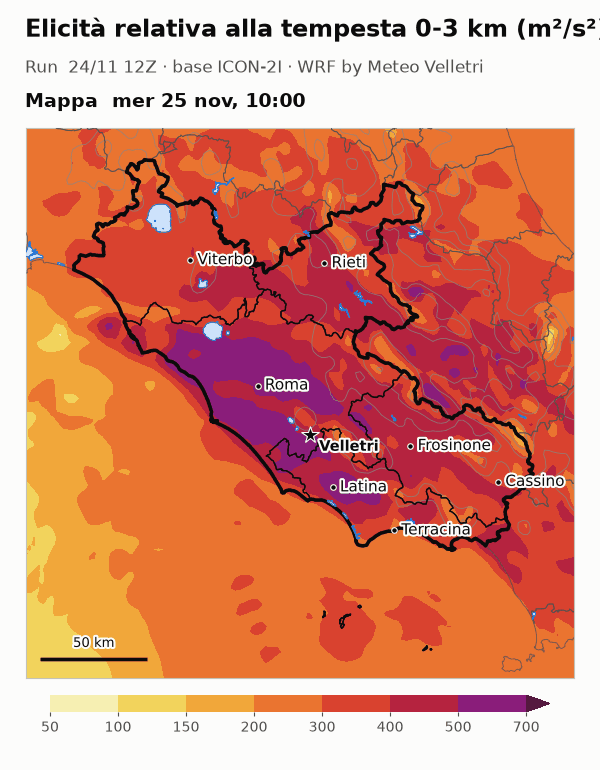 Elicità relativa alla tempesta 0-3 km (m²/s²)
Run  24/11 12Z · base ICON-2I · WRF by Meteo Velletri
Mappa  mer 25 nov, 10:00
Viterbo
Rieti
Roma
Velletri
Frosinone
Cassino
Latina
Terracina
50 km
50 100 150 200 300 400 500 700